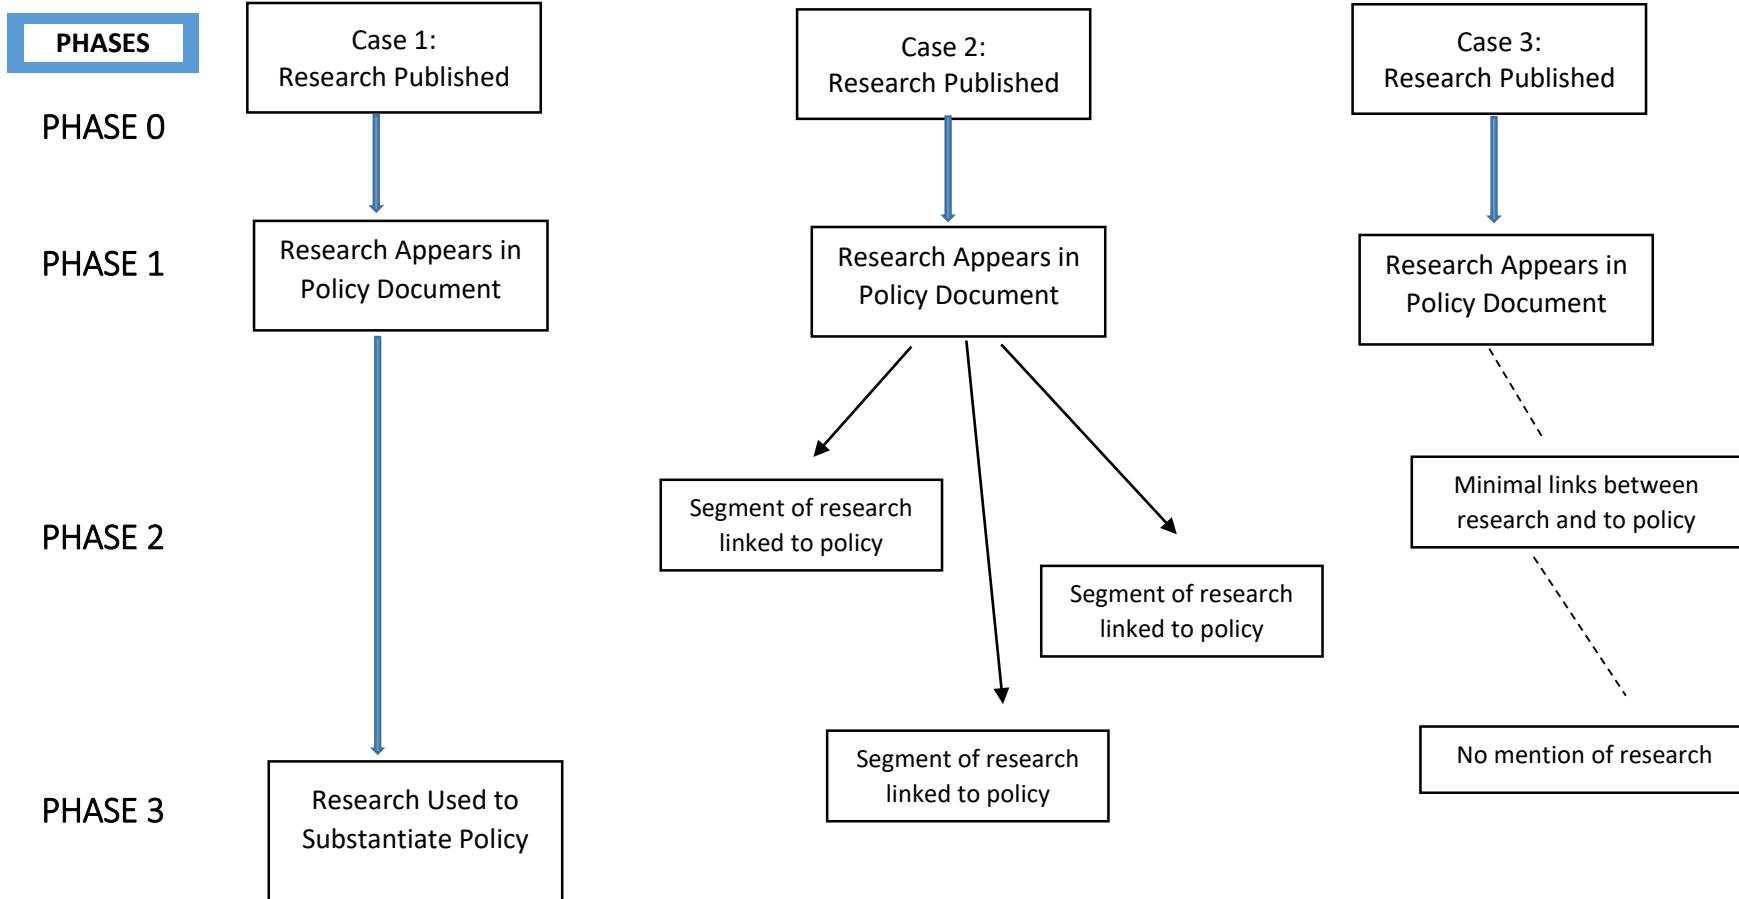 PHASES
PHASE 0
PHASE 1
PHASE 2
PHASE 3
Case 1:
Research Published
Research Appears in
Policy Document
Research Used to
Substantiate Policy
Case 2:
Research Published
Research Appears in
Policy Document
Segment of research
linked to policy
Segment of research
linked to policy
Segment of research
linked to policy
Case 3:
Research Published
Research Appears in
Policy Document
Minimal links between
research and to policy
No mention of research